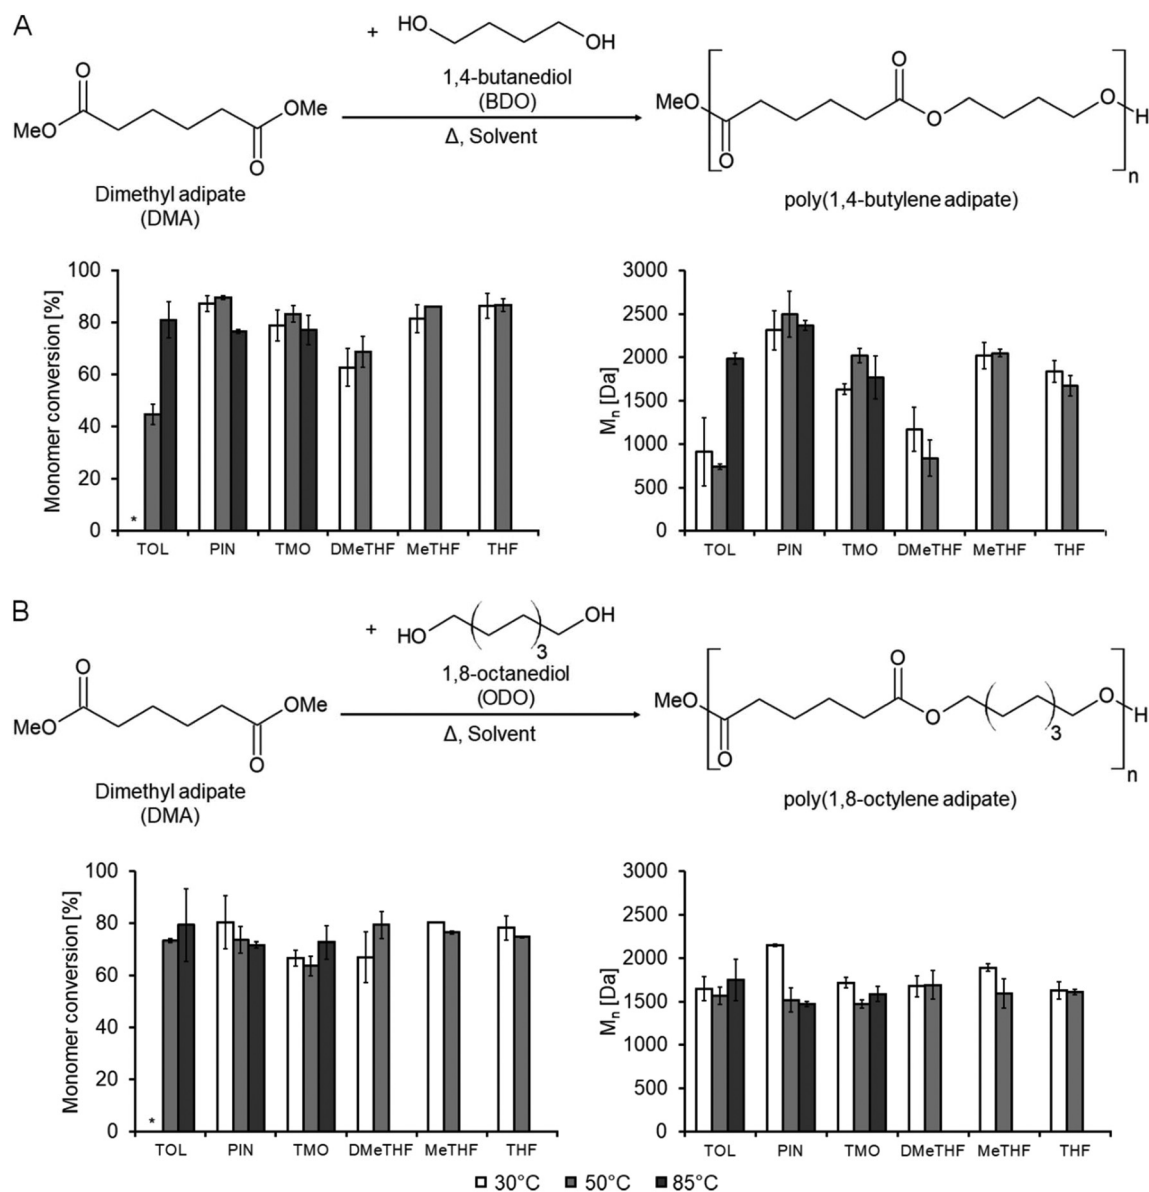 A
+
HO
OH
1,4-butanediol
(BDO)
Δ, Solvent
O
OMe
MeO
O
Dimethyl adipate
(DMA)
O
MeO
O
O
O
H
n
poly(1,4-butylene adipate)
Monomer conversion [%]
100
80
60
40
20
0
*
TOL PIN TMO DMeTHF MeTHF THF
Mn [Da]
3000
2500
2000
1500
1000
500
0
TOL PIN TMO DMeTHF MeTHF THF
B
+
HO
OH
3
1,8-octanediol
(ODO)
Δ, Solvent
O
OMe
MeO
O
Dimethyl adipate
(DMA)
O
MeO
O
O
3
O
H
n
poly(1,8-octylene adipate)
Monomer conversion [%]
100
80
60
40
20
0
*
TOL PIN TMO DMeTHF MeTHF THF
Mn [Da]
3000
2500
2000
1500
1000
500
0
TOL PIN TMO DMeTHF MeTHF THF
30°C 50°C 85°C